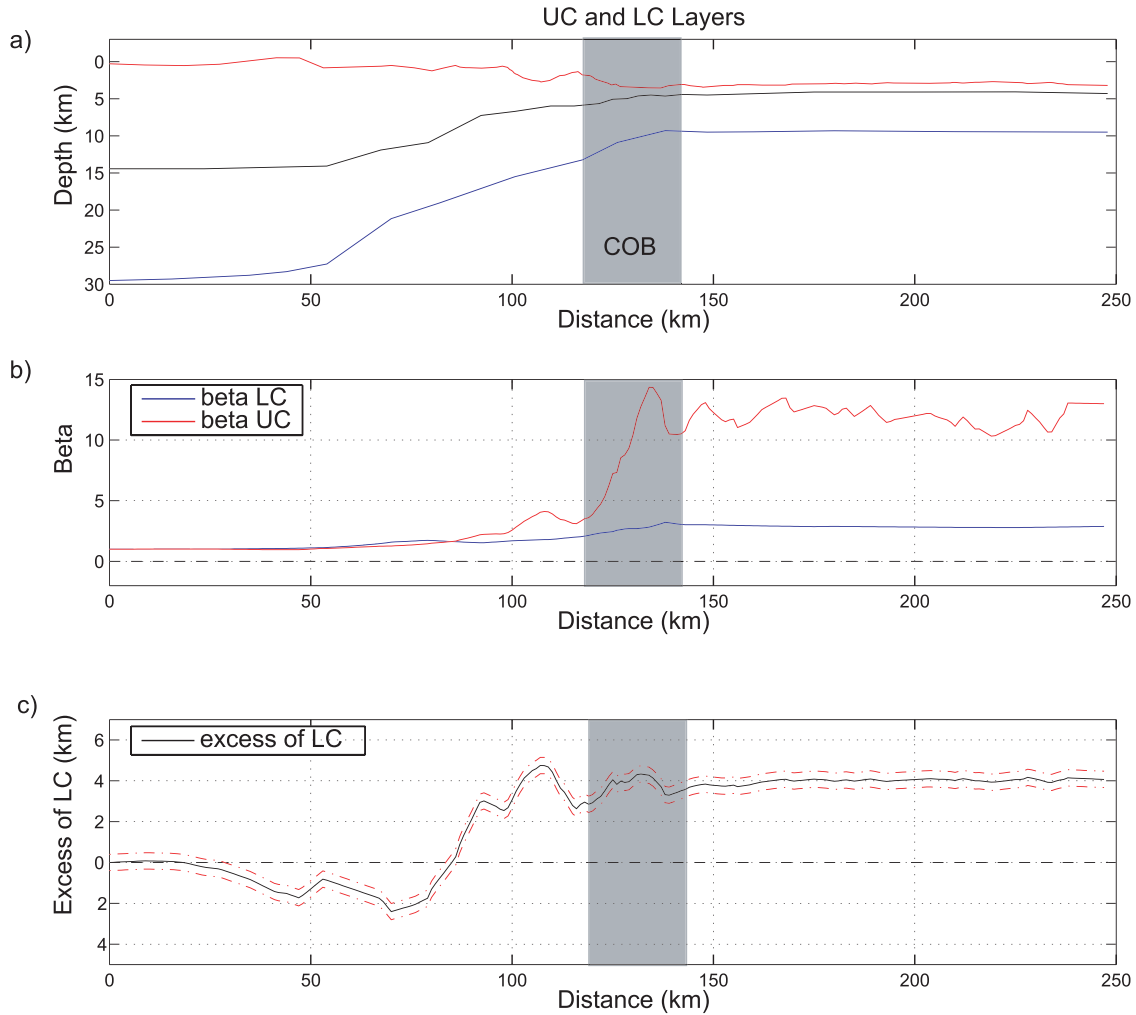 UC and LC Layers
a)
Depth (km)
0
5
10
15
20
25
30
COB
0 50 100 150 200 250
Distance (km)
b)
Beta
15
10
5
0
beta LC
beta UC
0 50 100 150 200 250
Distance (km)
c)
Excess of LC (km)
6
4
2
0
2
4
excess of LC
0 50 100 150 200 250
Distance (km)